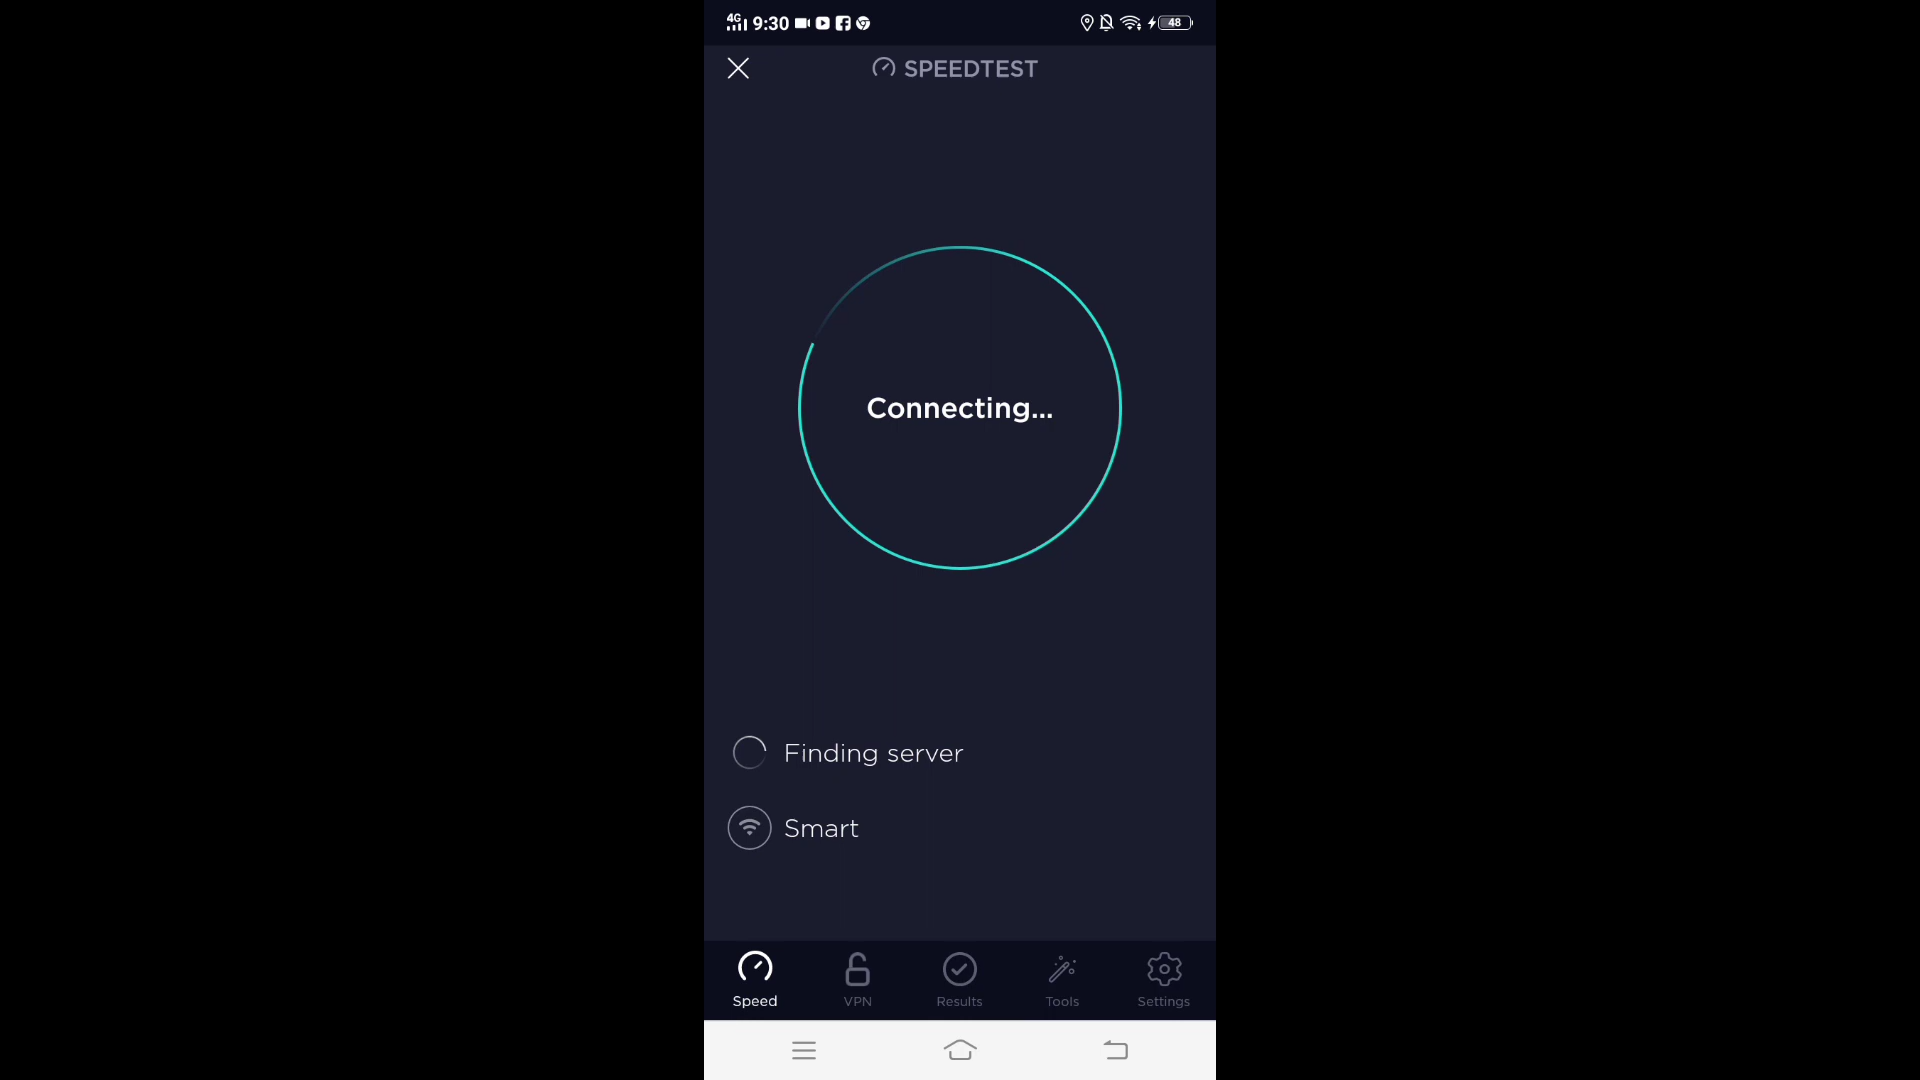 4G 9:30 48
SPEEDTEST
Connecting...
Finding server
Smart
Speed VPN Results Tools Settings